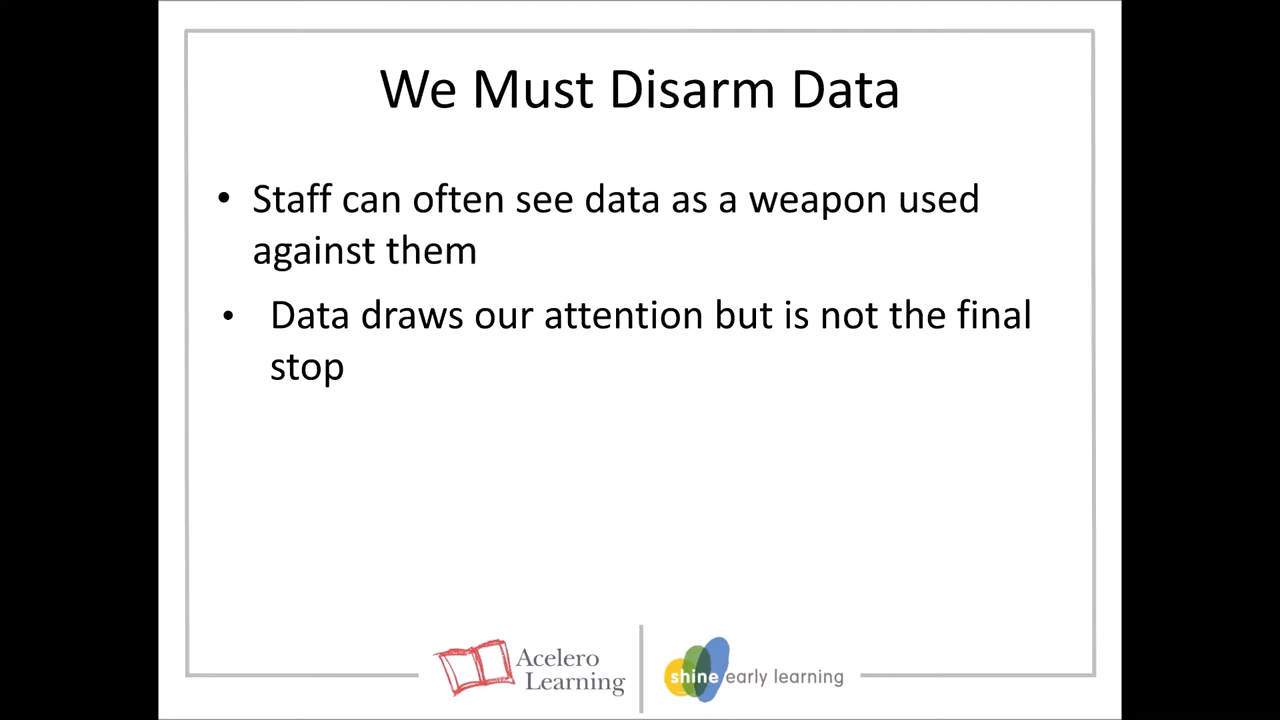 We Must Disarm Data
• Staff can often see data as a weapon used
against them
• Data draws our attention but is not the final
stop
Acelero
Learning
shine early learning